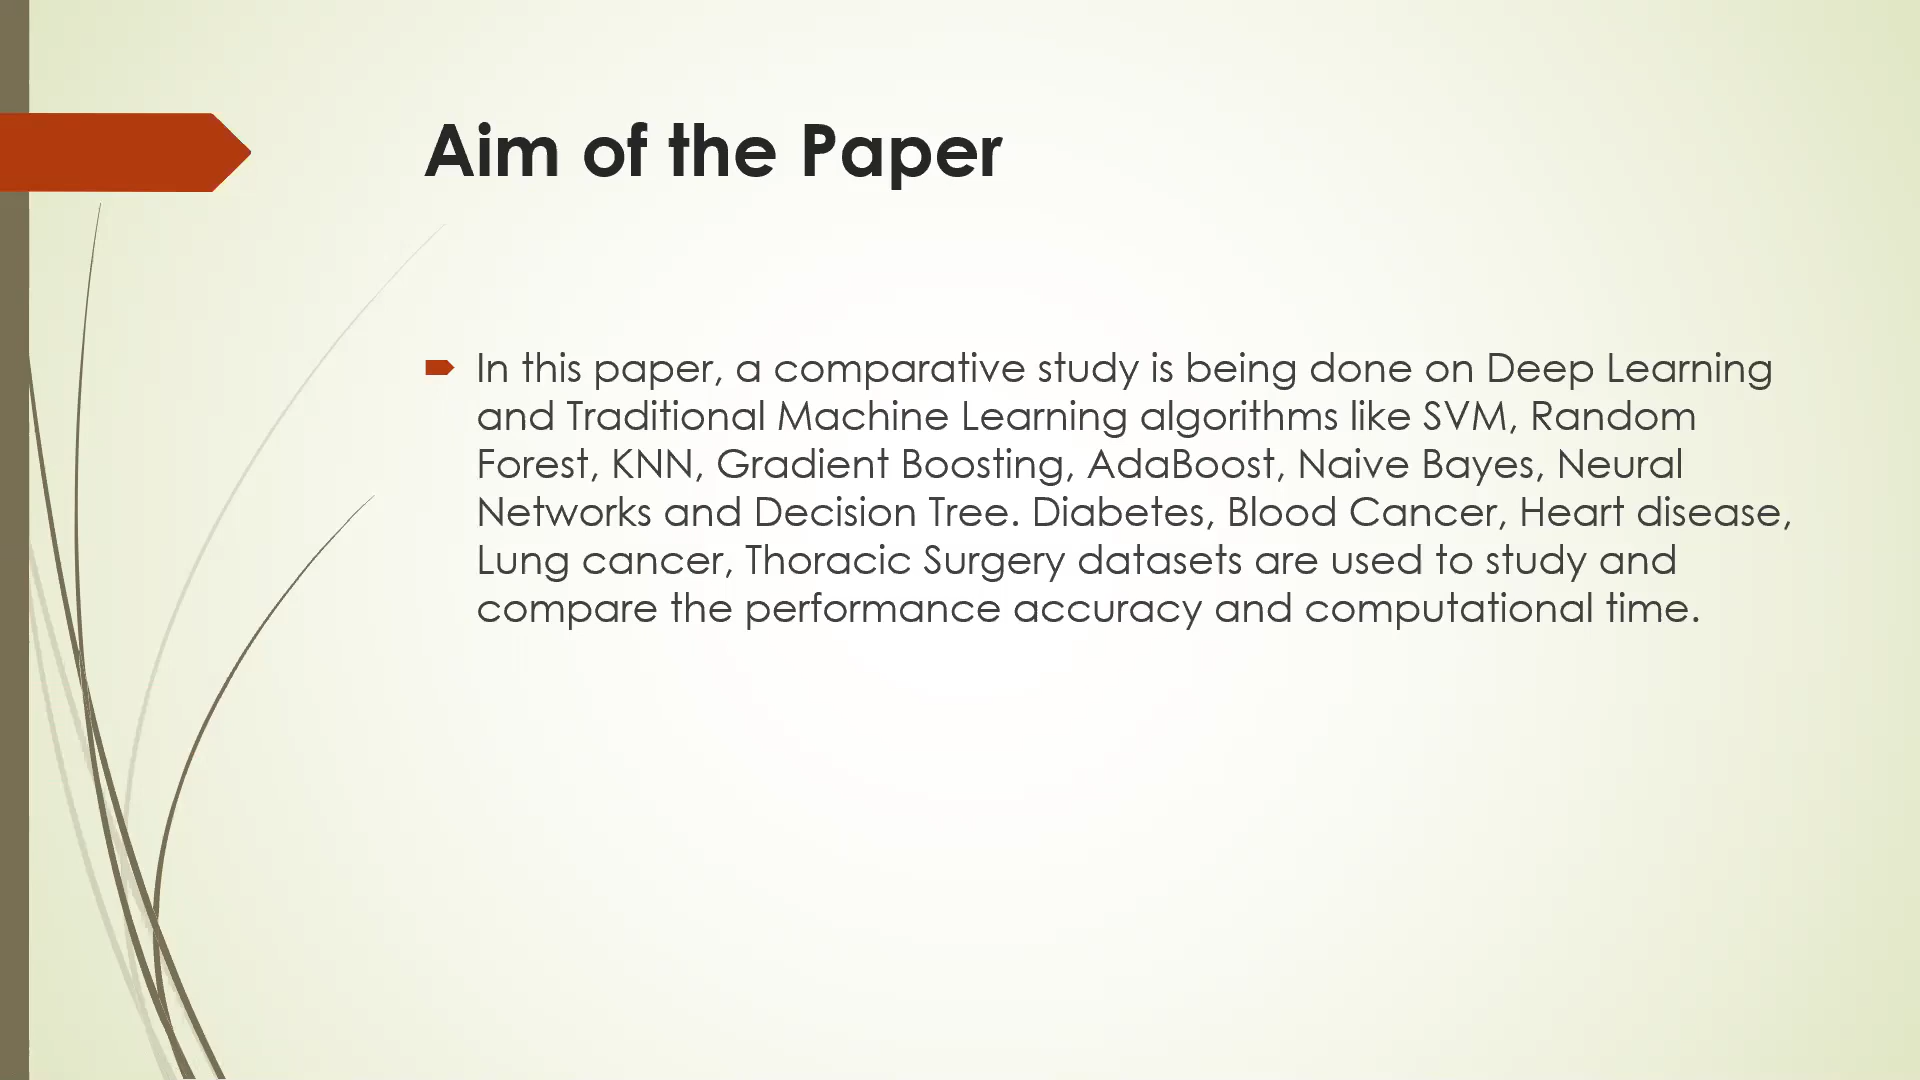 Aim of the Paper
In this paper, a comparative study is being done on Deep Learning
and Traditional Machine Learning algorithms like SVM, Random
Forest, KNN, Gradient Boosting, AdaBoost, Naive Bayes, Neural
Networks and Decision Tree. Diabetes, Blood Cancer, Heart disease,
Lung cancer, Thoracic Surgery datasets are used to study and
compare the performance accuracy and computational time.